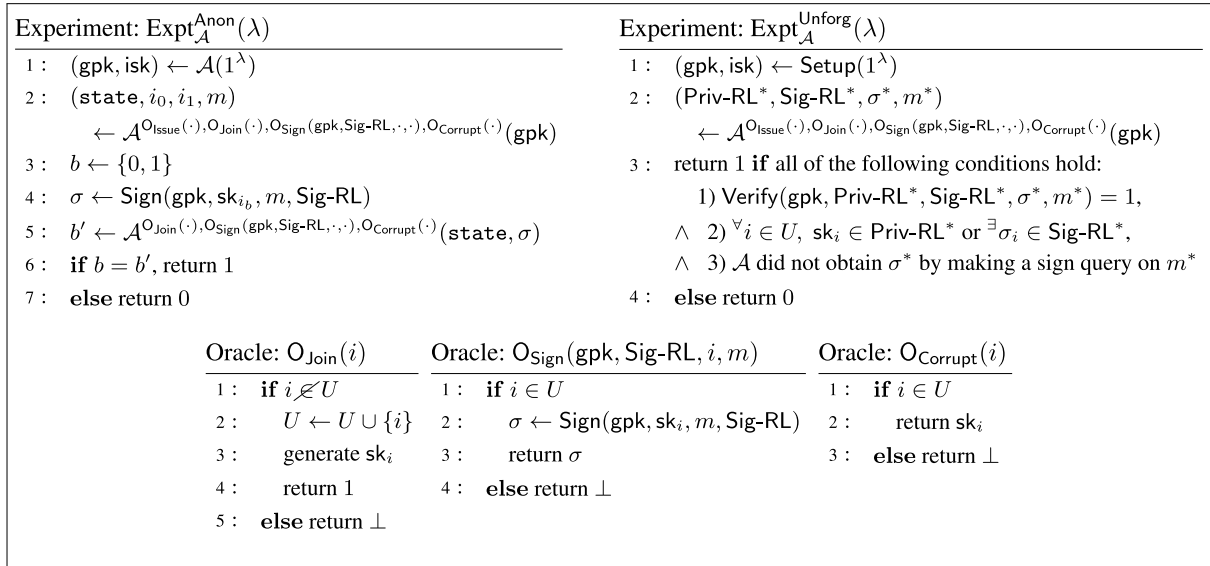 Experiment: Expt_𝒜^Anon(λ)
1 : (gpk, isk) ← 𝒜(1^λ)
2 : (state, i_0, i_1, m)
← 𝒜^{O_Issue(·),O_Join(·),O_Sign(gpk,Sig-RL,·,·),O_Corrupt(·)}(gpk)
3 : b ← {0, 1}
4 : σ ← Sign(gpk, sk_{i_b}, m, Sig-RL)
5 : b′ ← 𝒜^{O_Join(·),O_Sign(gpk,Sig-RL,·,·),O_Corrupt(·)}(state, σ)
6 : if b = b′, return 1
7 : else return 0
Experiment: Expt_𝒜^Unforg(λ)
1 : (gpk, isk) ← Setup(1^λ)
2 : (Priv-RL*, Sig-RL*, σ*, m*)
← 𝒜^{O_Issue(·),O_Join(·),O_Sign(gpk,Sig-RL,·,·),O_Corrupt(·)}(gpk)
3 : return 1 if all of the following conditions hold:
1) Verify(gpk, Priv-RL*, Sig-RL*, σ*, m*) = 1,
∧ 2) ∀i ∈ U, sk_i ∈ Priv-RL* or ∃σ_i ∈ Sig-RL*,
∧ 3) 𝒜 did not obtain σ* by making a sign query on m*
4 : else return 0
Oracle: O_Join(i)
1 : if i ∉ U
2 : U ← U ∪ {i}
3 : generate sk_i
4 : return 1
5 : else return ⊥
Oracle: O_Sign(gpk, Sig-RL, i, m)
1 : if i ∈ U
2 : σ ← Sign(gpk, sk_i, m, Sig-RL)
3 : return σ
4 : else return ⊥
Oracle: O_Corrupt(i)
1 : if i ∈ U
2 : return sk_i
3 : else return ⊥